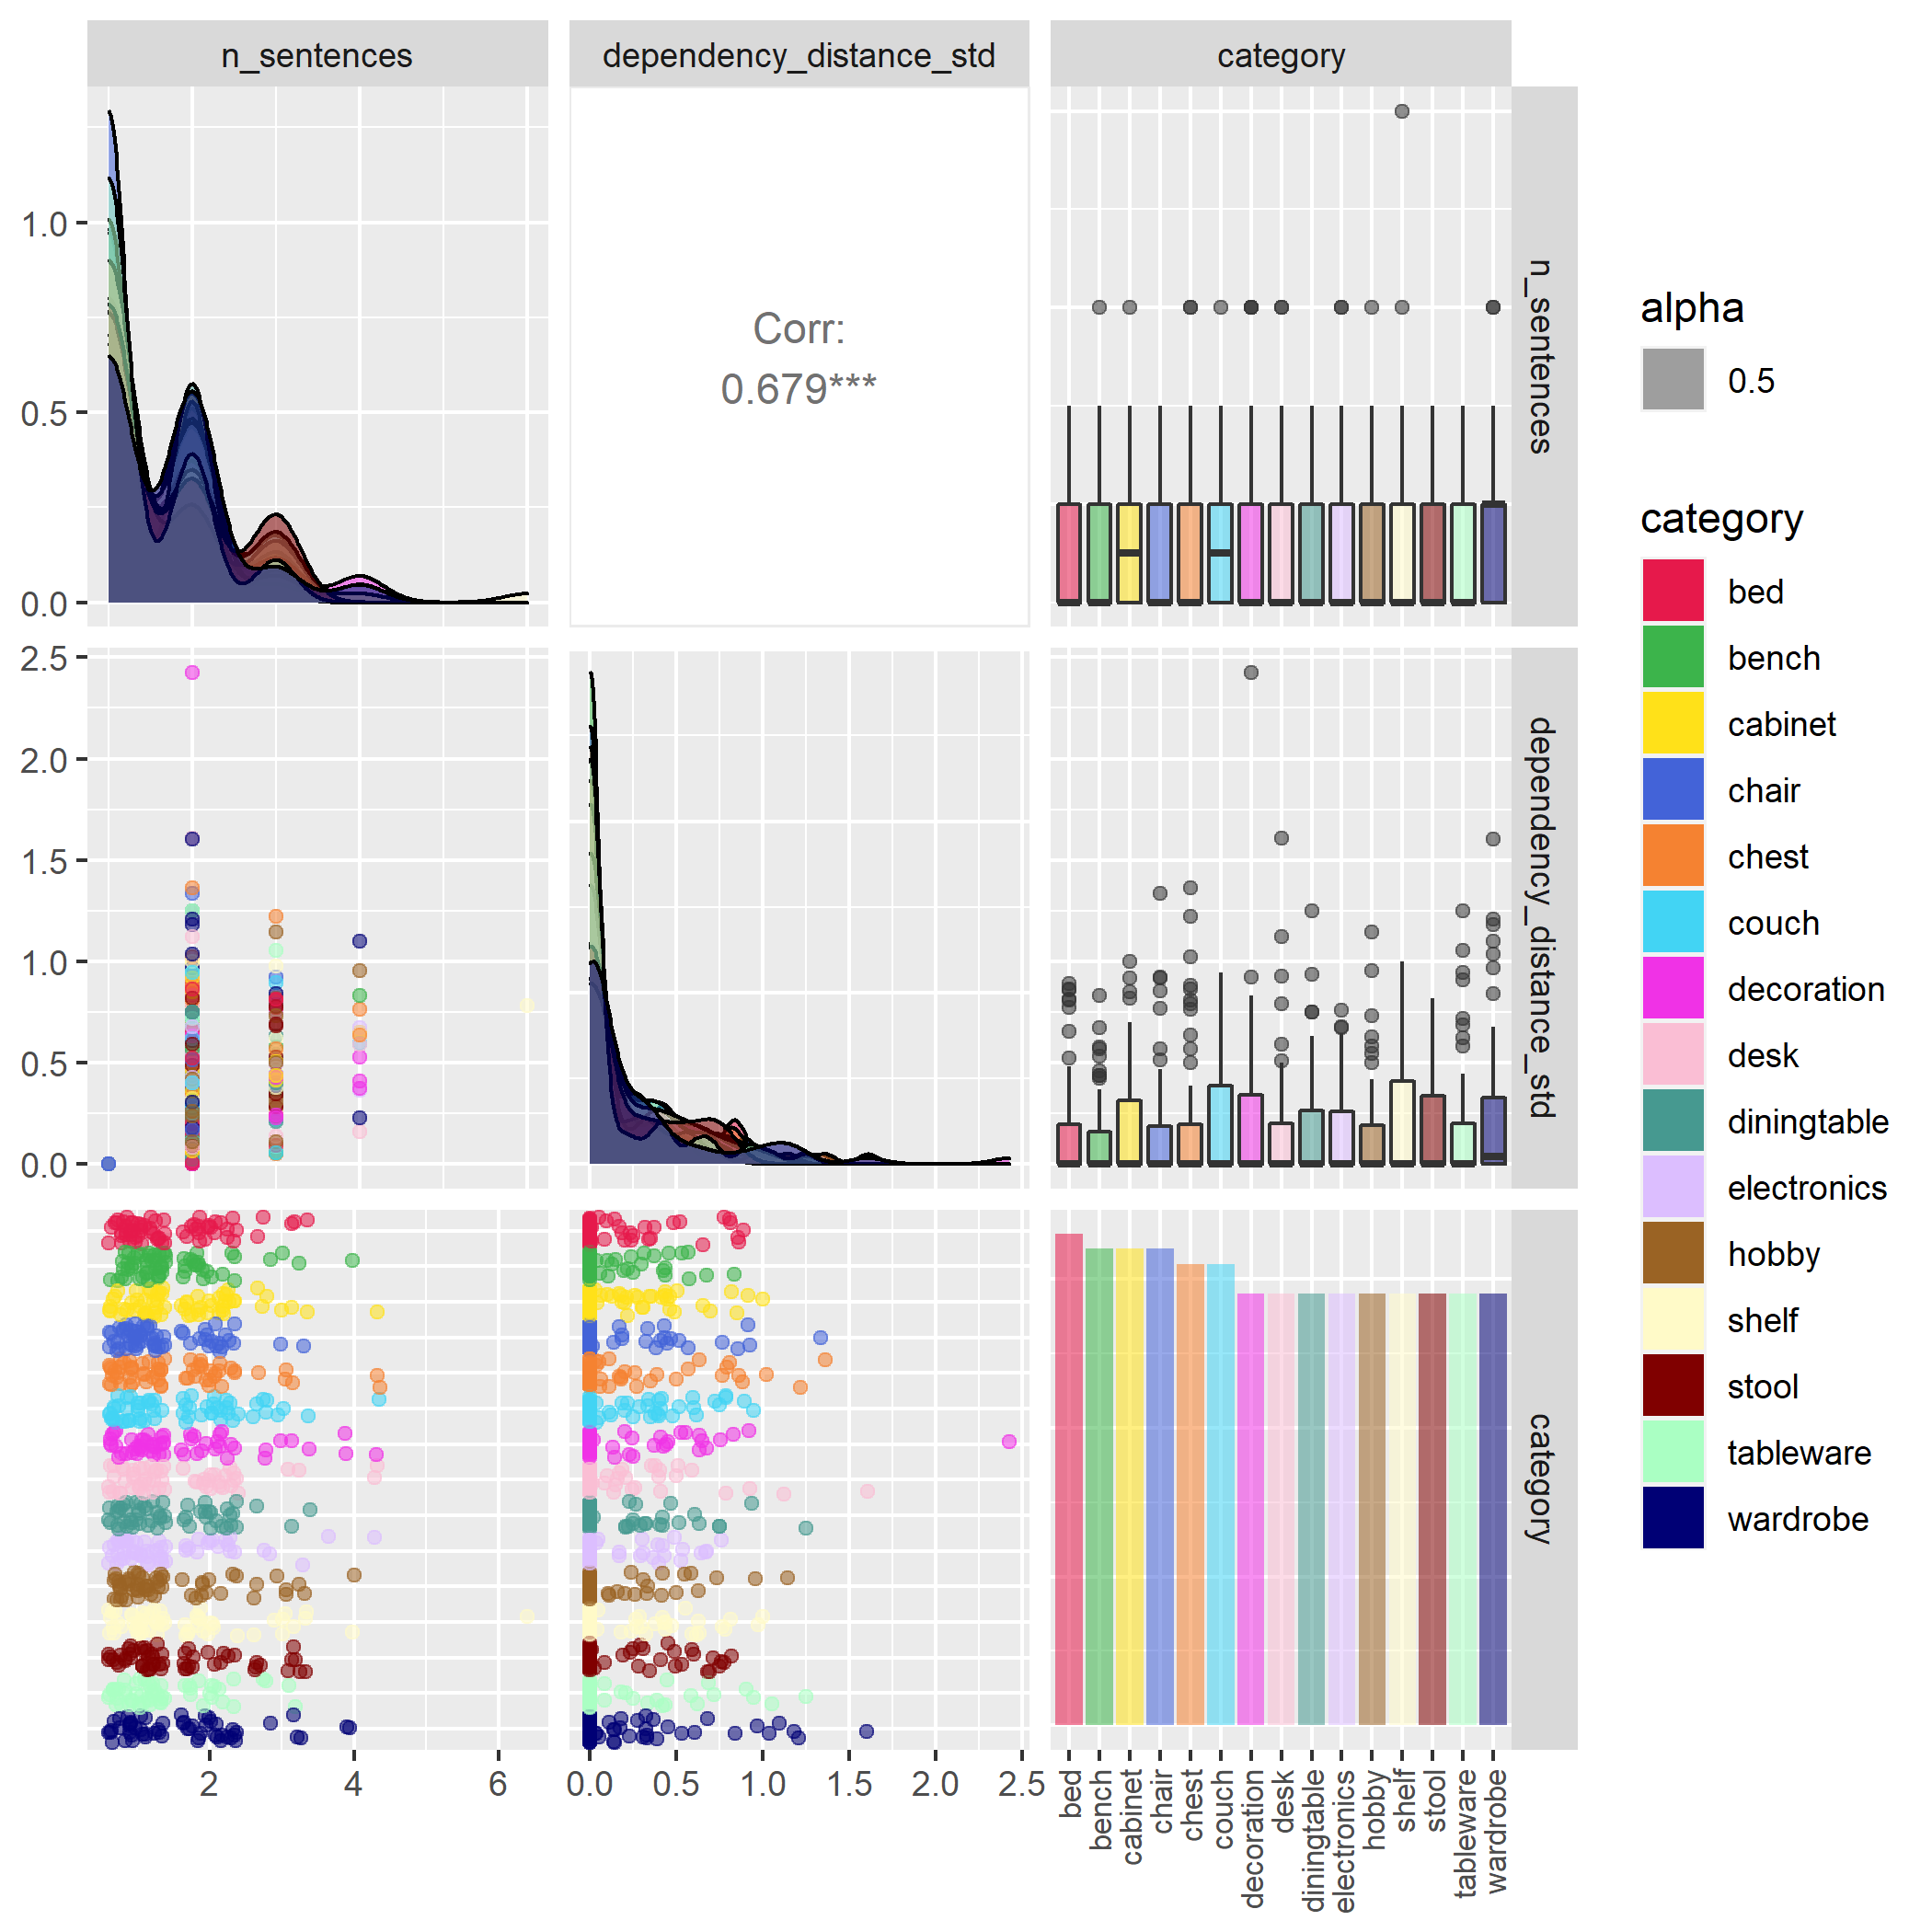 n_sentences
dependency_distance_std
category
1.0
0.5
0.0
Corr:
0.679***
n_sentences
2.5
2.0
1.5
1.0
0.5
0.0
dependency_distance_std
category
2
4
6
0.0
0.5
1.0
1.5
2.0
2.5
bed
bench
cabinet
chair
chest
couch
decoration
desk
diningtable
electronics
hobby
shelf
stool
tableware
wardrobe
alpha
0.5
category
bed
bench
cabinet
chair
chest
couch
decoration
desk
diningtable
electronics
hobby
shelf
stool
tableware
wardrobe